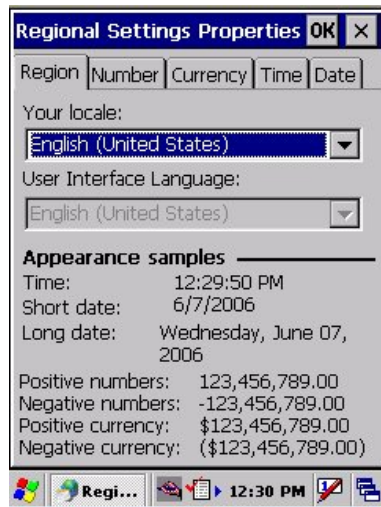 Regional Settings Properties OK ×
Region Number Currency Time Date
Your locale:
English (United States)
User Interface Language:
English (United States)
Appearance samples
Time: 12:29:50 PM
Short date: 6/7/2006
Long date: Wednesday, June 07,
2006
Positive numbers: 123,456,789.00
Negative numbers: -123,456,789.00
Positive currency: $123,456,789.00
Negative currency: ($123,456,789.00)
Regi... 12:30 PM